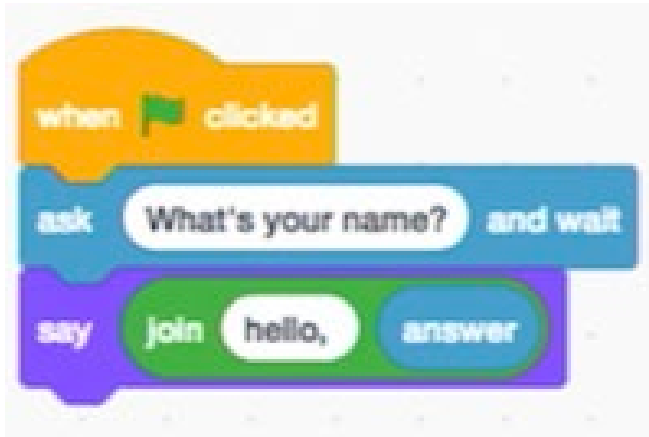 when clicked
ask What's your name? and wait
say join hello, answer